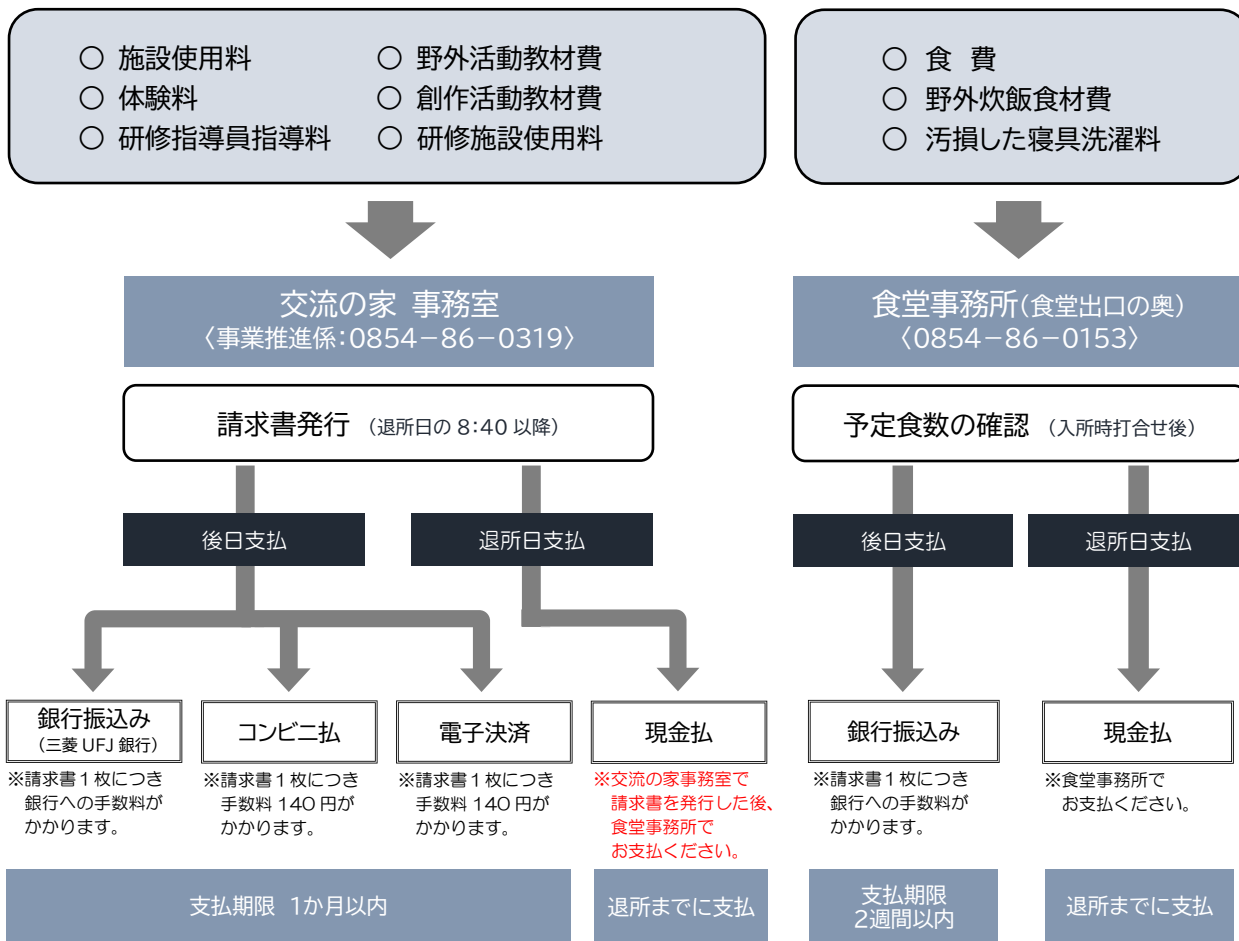 ○ 施設使用料
○ 体験料
○ 研修指導員指導料
○ 野外活動教材費
○ 創作活動教材費
○ 研修施設使用料
○ 食 費
○ 野外炊飯食材費
○ 汚損した寝具洗濯料
交流の家 事務室
〈事業推進係：0854－86－0319〉
食堂事務所（食堂出口の奥）
〈0854－86－0153〉
請求書発行 （退所日の 8：40 以降）
予定食数の確認 （入所時打合せ後）
後日支払
退所日支払
後日支払
退所日支払
銀行振込み
（三菱 UFJ 銀行）
※請求書１枚につき
銀行への手数料が
かかります。
コンビニ払
※請求書１枚につき
手数料 140 円が
かかります。
電子決済
※請求書１枚につき
手数料 140 円が
かかります。
現金払
※交流の家事務室で
請求書を発行した後、
食堂事務所で
お支払ください。
銀行振込み
※請求書１枚につき
銀行への手数料が
かかります。
現金払
※食堂事務所で
お支払ください。
支払期限 1か月以内
退所までに支払
支払期限
2週間以内
退所までに支払